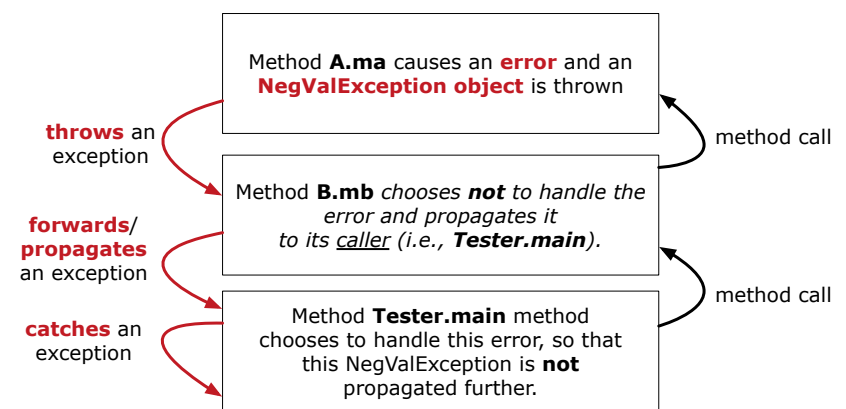 Method A.ma causes an error and an
NegValException object is thrown
throws an
exception
method call
Method B.mb chooses not to handle the
error and propagates it
to its caller (i.e., Tester.main).
forwards/
propagates
an exception
method call
Method Tester.main method
chooses to handle this error, so that
this NegValException is not
propagated further.
catches an
exception